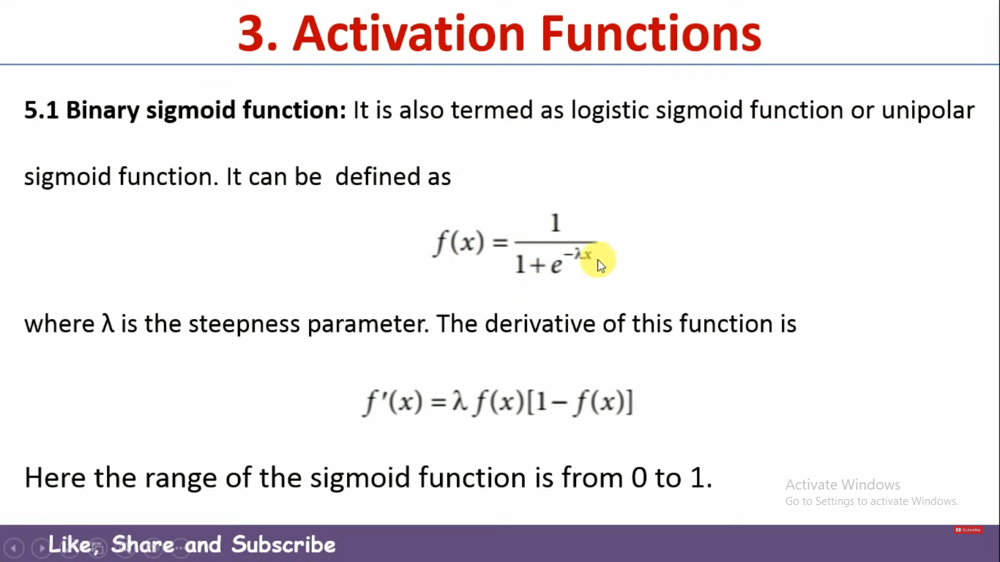 3. Activation Functions
5.1 Binary sigmoid function: It is also termed as logistic sigmoid function or unipolar
sigmoid function. It can be  defined as
f(x) = 1 / (1 + e^{-λx})
where λ is the steepness parameter. The derivative of this function is
f'(x) = λ f(x)[1 − f(x)]
Here the range of the sigmoid function is from 0 to 1.
Activate Windows
Go to Settings to activate Windows.
Subscribe
Like, Share and Subscribe